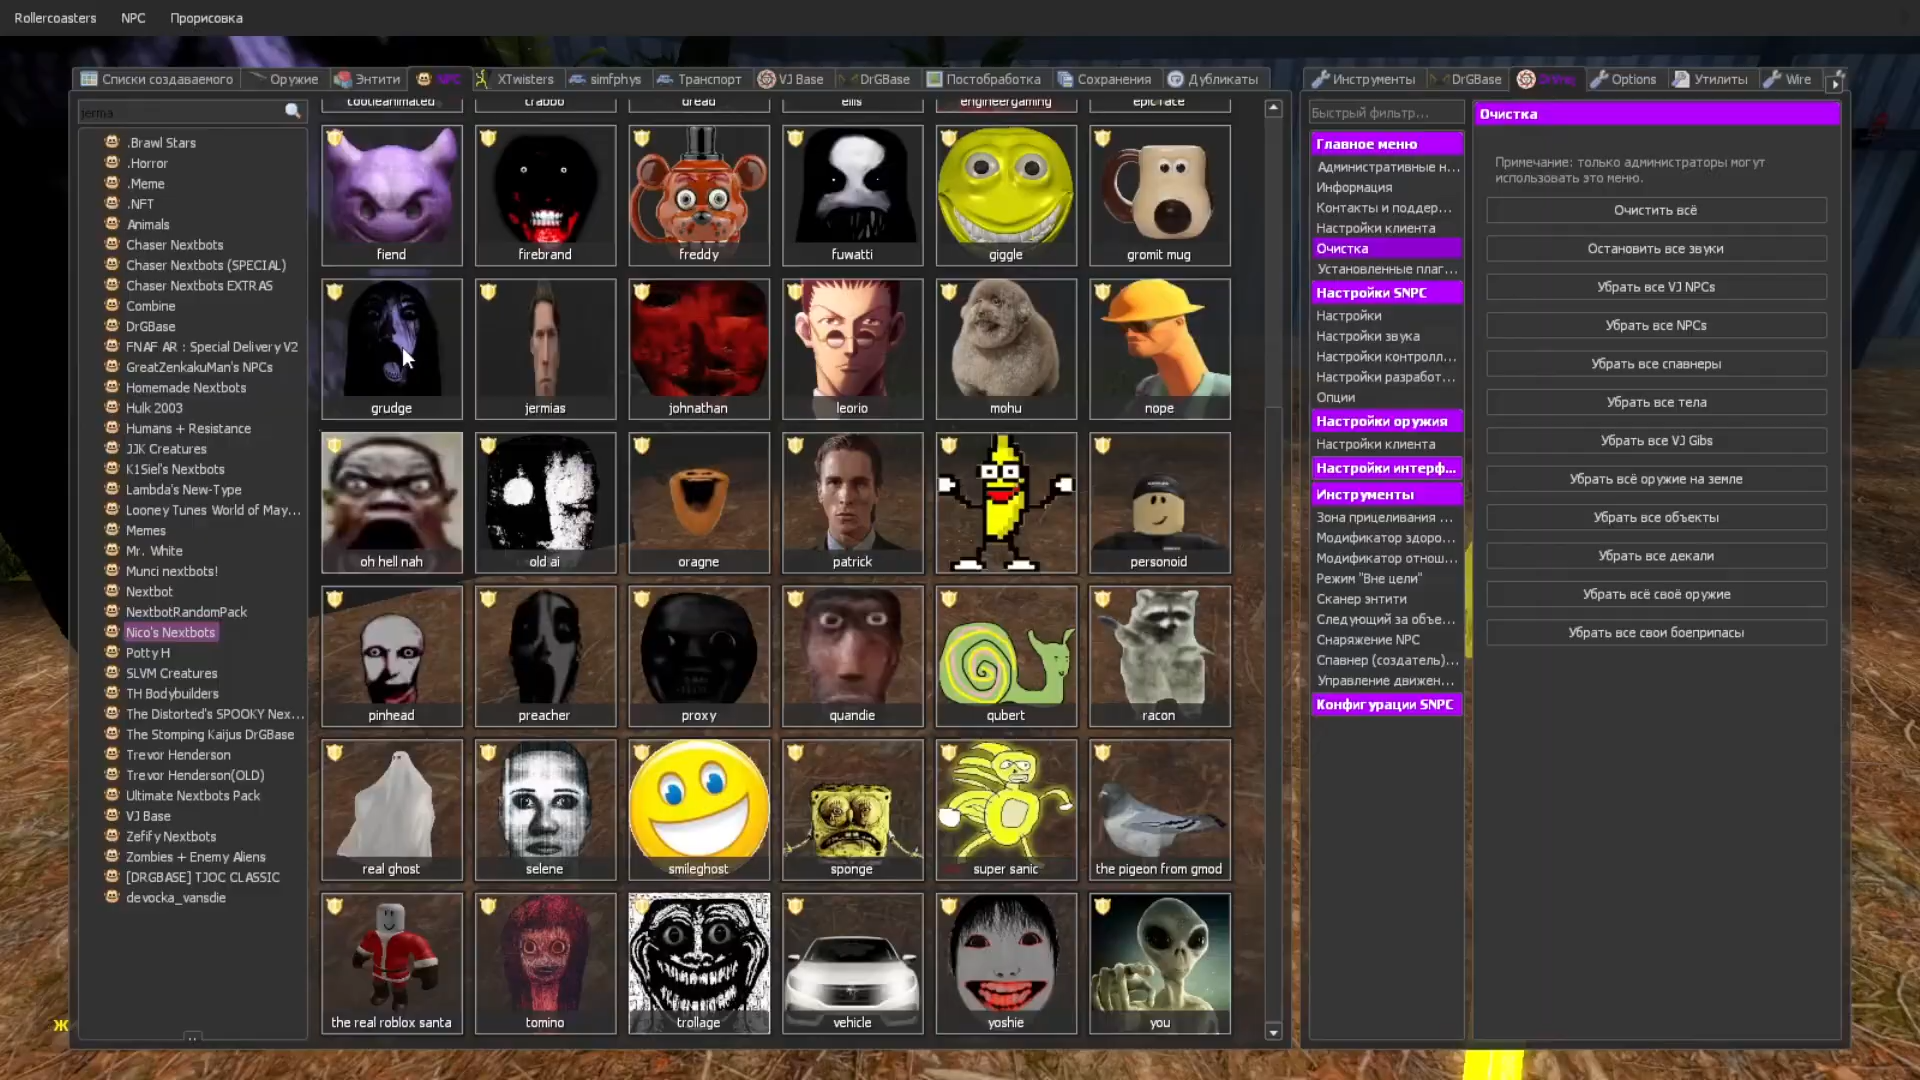 Rollercoasters NPC Прорисовка
Списки создаваемого Оружие Энтити NPC XTwisters simfphys Транспорт VJ Base DrGBase Постобработка Сохранения Дубликаты
Инструменты DrGBase DrVrej Options Утилиты Wire
jerma
.Brawl Stars
.Horror
.Meme
.NFT
Animals
Chaser Nextbots
Chaser Nextbots (SPECIAL)
Chaser Nextbots EXTRAS
Combine
DrGBase
FNAF AR : Special Delivery V2
GreatZenkakuMan's NPCs
Homemade Nextbots
Hulk 2003
Humans + Resistance
JJK Creatures
K1Siel's Nextbots
Lambda's New-Type
Looney Tunes World of May...
Memes
Mr. White
Munci nextbots!
Nextbot
NextbotRandomPack
Nico's Nextbots
Potty H
SLVM Creatures
TH Bodybuilders
The Distorted's SPOOKY Nex...
The Stomping Kaijus DrGBase
Trevor Henderson
Trevor Henderson(OLD)
Ultimate Nextbots Pack
VJ Base
Zefify Nextbots
Zombies + Enemy Aliens
[DRGBASE] TJOC CLASSIC
devocka_vansdie
Ж
cootieanimated crabbo dread ellis engineergaming epic face
fiend firebrand freddy fuwatti giggle gromit mug
grudge jermias johnathan leorio mohu nope
oh hell nah old ai oragne patrick personoid
pinhead preacher proxy quandie qubert racon
real ghost selene smileghost sponge super sanic the pigeon from gmod
the real roblox santa tomino trollage vehicle yoshie you
Быстрый фильтр...
Главное меню
Административные н...
Информация
Контакты и поддер...
Настройки клиента
Очистка
Установленные плаг...
Настройки SNPC
Настройки
Настройки звука
Настройки контролл...
Настройки разработ...
Опции
Настройки оружия
Настройки клиента
Настройки интерф...
Инструменты
Зона прицеливания ...
Модификатор здоро...
Модификатор отнош...
Режим "Вне цели"
Сканер энтити
Следующий за объе...
Снаряжение NPC
Спавнер (создатель)...
Управление движен...
Конфигурации SNPC
Очистка
Примечание: только администраторы могут
использовать это меню.
Очистить всё
Остановить все звуки
Убрать все VJ NPCs
Убрать все NPCs
Убрать все спавнеры
Убрать все тела
Убрать все VJ Gibs
Убрать всё оружие на земле
Убрать все объекты
Убрать все декали
Убрать всё своё оружие
Убрать все свои боеприпасы